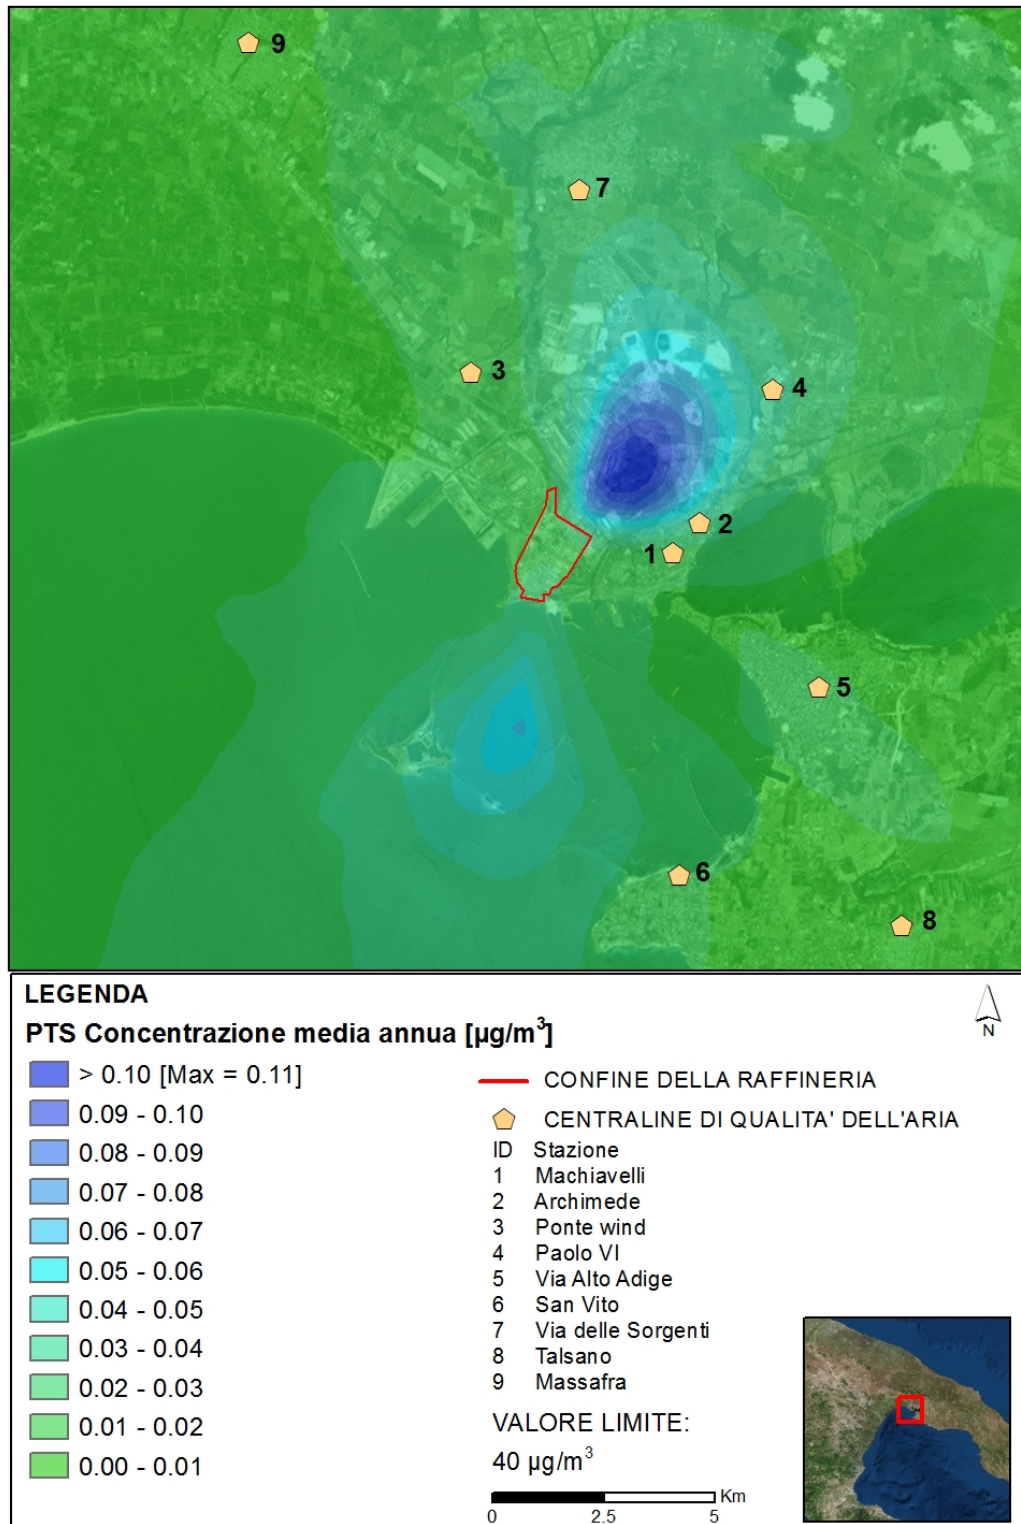 9
7
3
4
2
1
5
6
8
LEGENDA
PTS Concentrazione media annua [µg/m³]
> 0.10 [Max = 0.11]
0.09 - 0.10
0.08 - 0.09
0.07 - 0.08
0.06 - 0.07
0.05 - 0.06
0.04 - 0.05
0.03 - 0.04
0.02 - 0.03
0.01 - 0.02
0.00 - 0.01
N
CONFINE DELLA RAFFINERIA
CENTRALINE DI QUALITA' DELL'ARIA
ID Stazione
1 Machiavelli
2 Archimede
3 Ponte wind
4 Paolo VI
5 Via Alto Adige
6 San Vito
7 Via delle Sorgenti
8 Talsano
9 Massafra
VALORE LIMITE:
40 µg/m³
Km
0 2.5 5